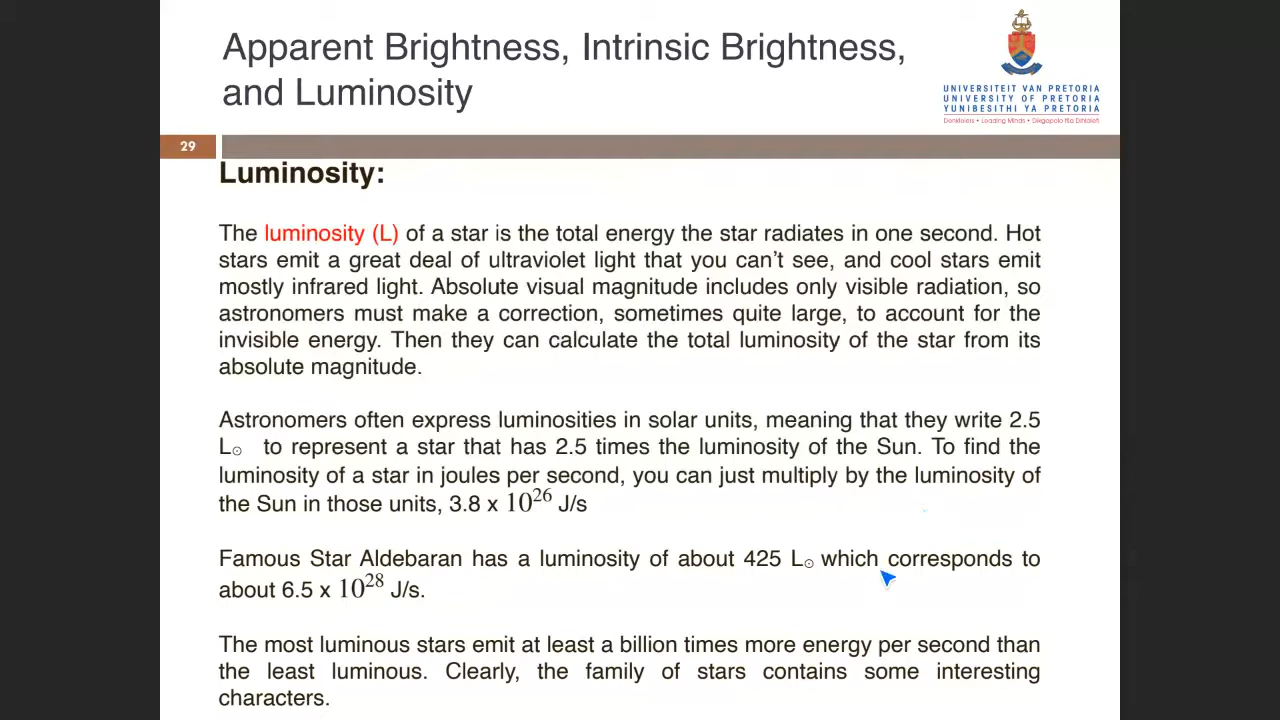 Apparent Brightness, Intrinsic Brightness,
and Luminosity
UNIVERSITEIT VAN PRETORIA
UNIVERSITY OF PRETORIA
YUNIBESITHI YA PRETORIA
Denkleiers • Leading Minds • Dikgopolo tša Dihlalefi
29
Luminosity:
The luminosity (L) of a star is the total energy the star radiates in one second. Hot
stars emit a great deal of ultraviolet light that you can’t see, and cool stars emit
mostly infrared light. Absolute visual magnitude includes only visible radiation, so
astronomers must make a correction, sometimes quite large, to account for the
invisible energy. Then they can calculate the total luminosity of the star from its
absolute magnitude.
Astronomers often express luminosities in solar units, meaning that they write 2.5
L⊙ to represent a star that has 2.5 times the luminosity of the Sun. To find the
luminosity of a star in joules per second, you can just multiply by the luminosity of
the Sun in those units, 3.8 x 10²⁶ J/s
Famous Star Aldebaran has a luminosity of about 425 L⊙ which corresponds to
about 6.5 x 10²⁸ J/s.
The most luminous stars emit at least a billion times more energy per second than
the least luminous. Clearly, the family of stars contains some interesting
characters.